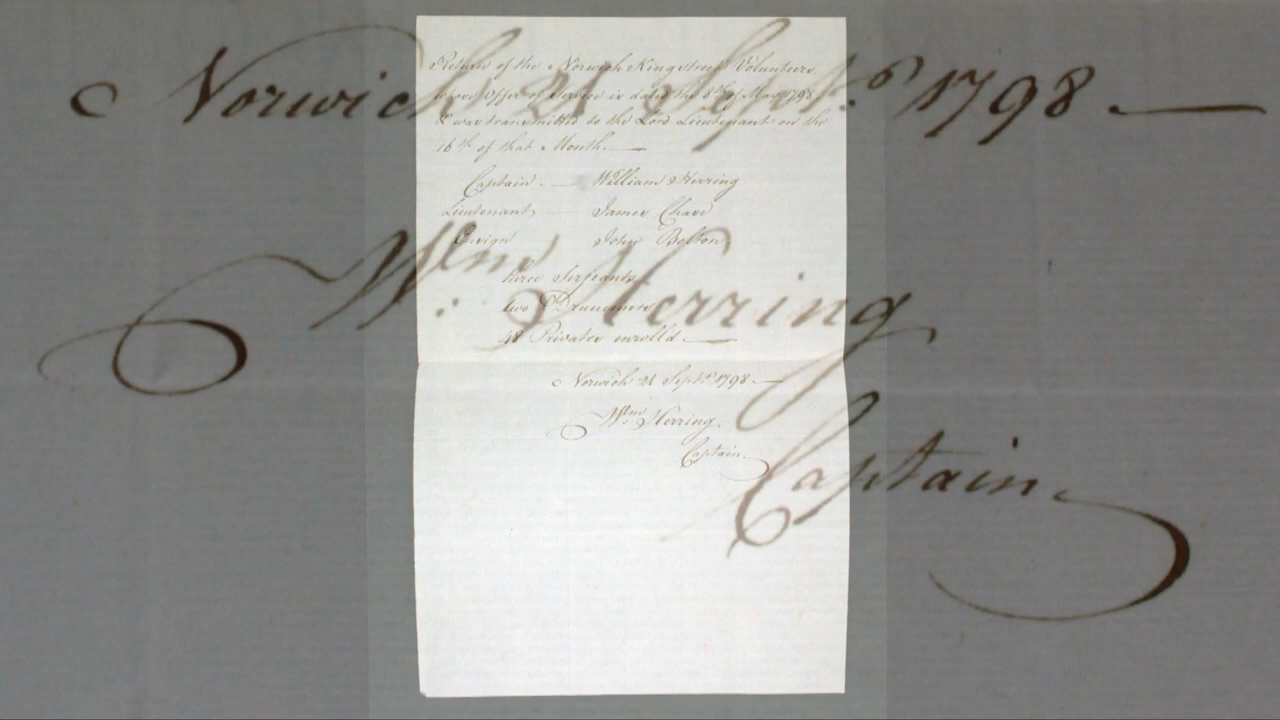 Return of the Norwich King Street Volunteers
whose Offer of Service is dated the 8th of May 1798
& was transmitted to the Lord Lieutenant on the
16th of that Month.—
Captain. — William Herring
Lieutenant — James Chase
Ensign John Bolton
three Serjeants
two Drummers
48 Privates enroll'd.—
Norwich 21 Septr. 1798.—
Wm: Herring.
Captain.
Norwich 21 Septr. 1798.—
Wm: Herring
Captain.